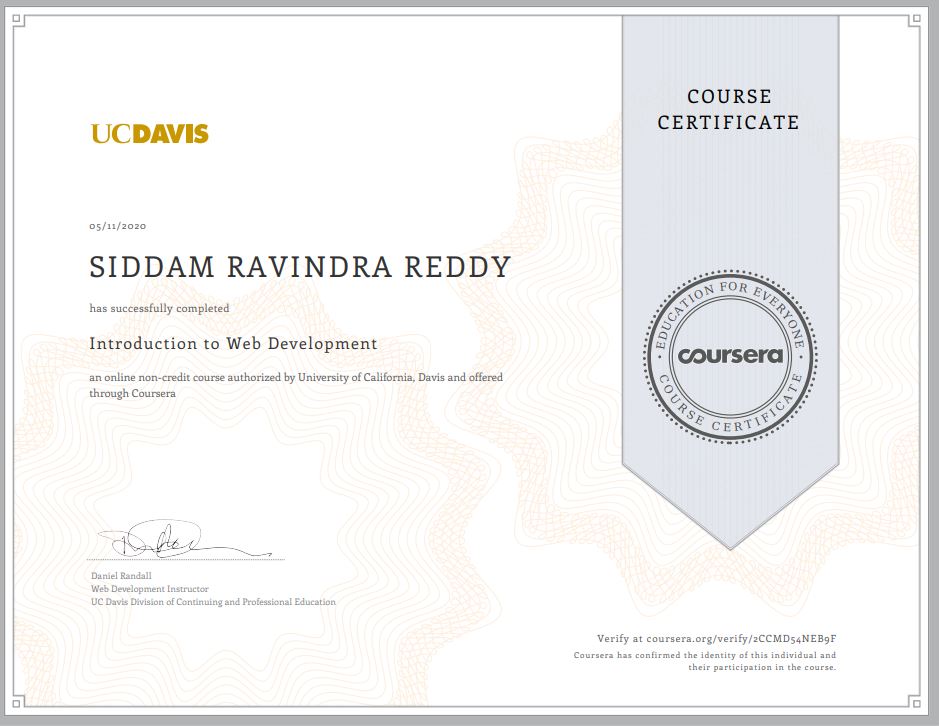 COURSE
CERTIFICATE
UCDAVIS
05/11/2020
SIDDAM RAVINDRA REDDY
has successfully completed
Introduction to Web Development
an online non-credit course authorized by University of California, Davis and offered
through Coursera
EDUCATION FOR EVERYONE
coursera
COURSE CERTIFICATE
Daniel Randall
Web Development Instructor
UC Davis Division of Continuing and Professional Education
Verify at coursera.org/verify/2CCMD54NEB9F
Coursera has confirmed the identity of this individual and
their participation in the course.